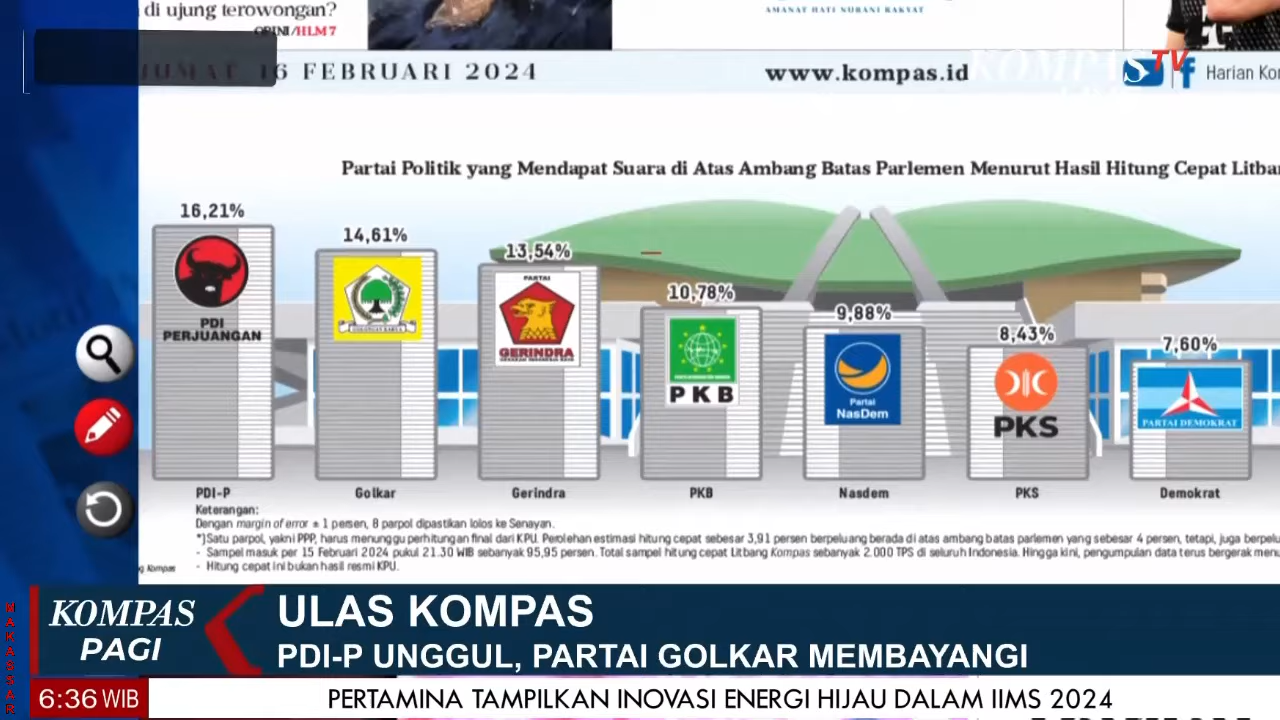 di ujung terowongan?
OPINI/HLM 7
AMANAT HATI NURANI RAKYAT
JUMAT 16 FEBRUARI 2024
www.kompas.id
KOMPAS TV
Harian Kom
Partai Politik yang Mendapat Suara di Atas Ambang Batas Parlemen Menurut Hasil Hitung Cepat Litban
16,21%
14,61%
13,54%
10,78%
9,88%
8,43%
7,60%
PDI
PERJUANGAN
PARTAI
GERINDRA
PKB
Partai
NasDem
PKS
PARTAI DEMOKRAT
PDI-P
Golkar
Gerindra
PKB
Nasdem
PKS
Demokrat
Keterangan:
Dengan margin of error ± 1 persen, 8 parpol dipastikan lolos ke Senayan.
*)Satu parpol, yakni PPP, harus menunggu perhitungan final dari KPU. Perolehan estimasi hitung cepat sebesar 3,91 persen berpeluang berada di atas ambang batas parlemen yang sebesar 4 persen, tetapi, juga berpelu
- Sampel masuk per 15 Februari 2024 pukul 21.30 WIB sebanyak 95,95 persen. Total sampel hitung cepat Litbang Kompas sebanyak 2.000 TPS di seluruh Indonesia. Hingga kini, pengumpulan data terus bergerak menu
- Hitung cepat ini bukan hasil resmi KPU.
g Kompas
KOMPAS
PAGI
ULAS KOMPAS
PDI-P UNGGUL, PARTAI GOLKAR MEMBAYANGI
MAKASSAR
6:36 WIB
PERTAMINA TAMPILKAN INOVASI ENERGI HIJAU DALAM IIMS 2024